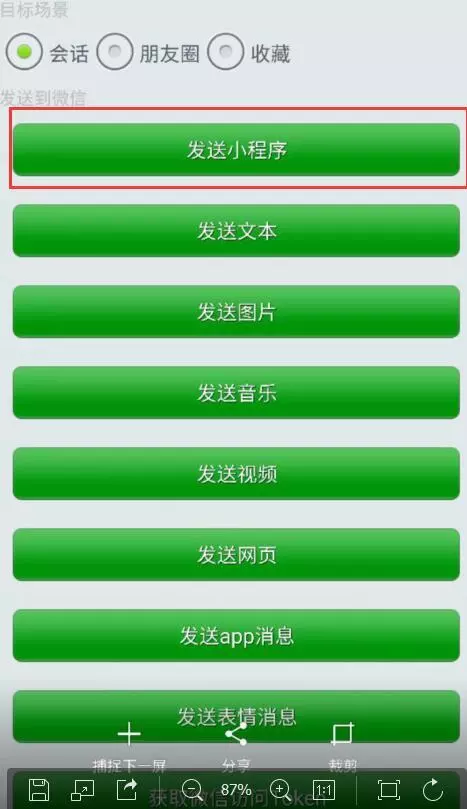 目标场景
会话 朋友圈 收藏
发送到微信
发送小程序
发送文本
发送图片
发送音乐
发送视频
发送网页
发送app消息
发送表情消息
捕捉下一屏 分享 裁剪
87% 1:1
获取微信访问Token